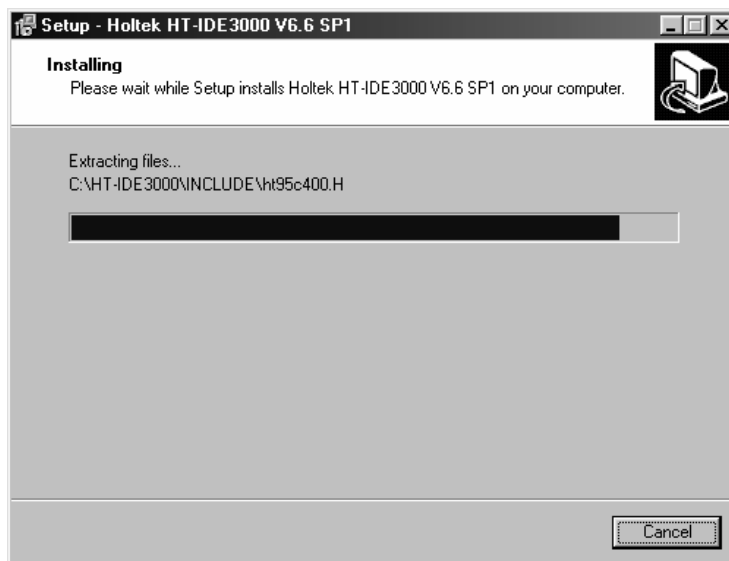 Setup - Holtek HT-IDE3000 V6.6 SP1
Installing
Please wait while Setup installs Holtek HT-IDE3000 V6.6 SP1 on your computer.
Extracting files...
C:\HT-IDE3000\INCLUDE\ht95c400.H
Cancel